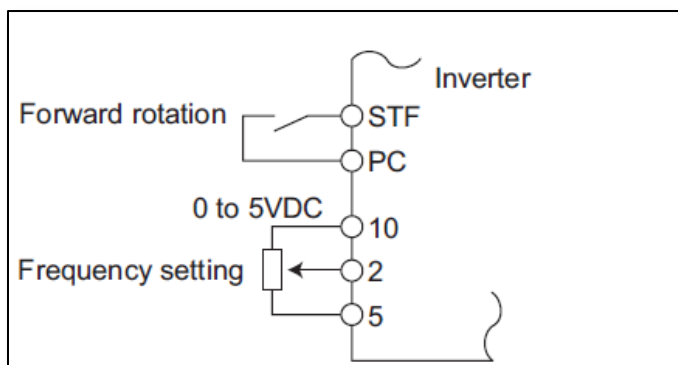 Inverter
Forward rotation
STF
PC
0 to 5VDC
10
Frequency setting
2
5